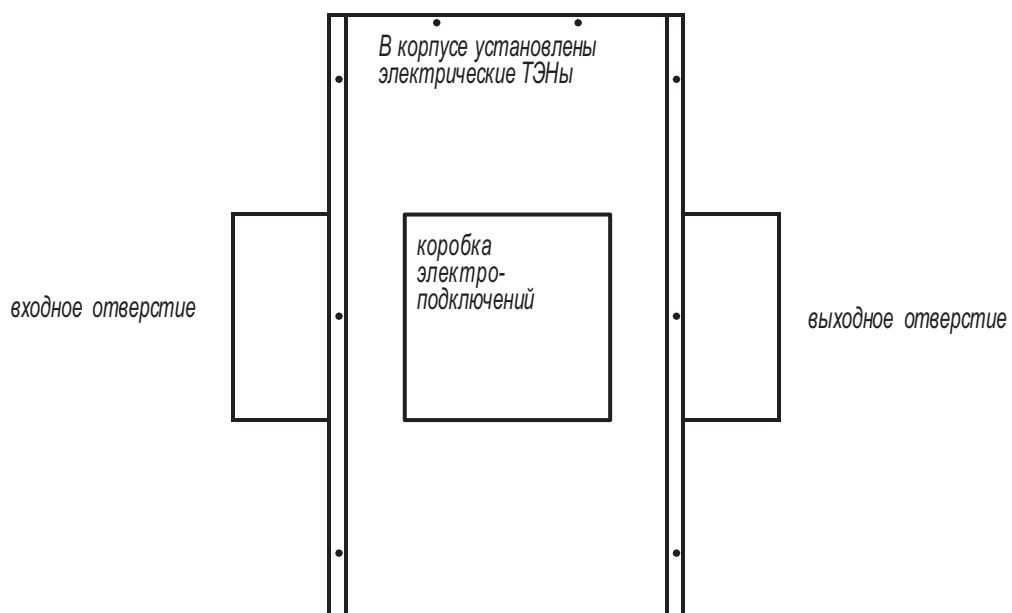 В корпусе установлены
электрические ТЭНы
коробка
электро-
подключений
входное отверстие
выходное отверстие